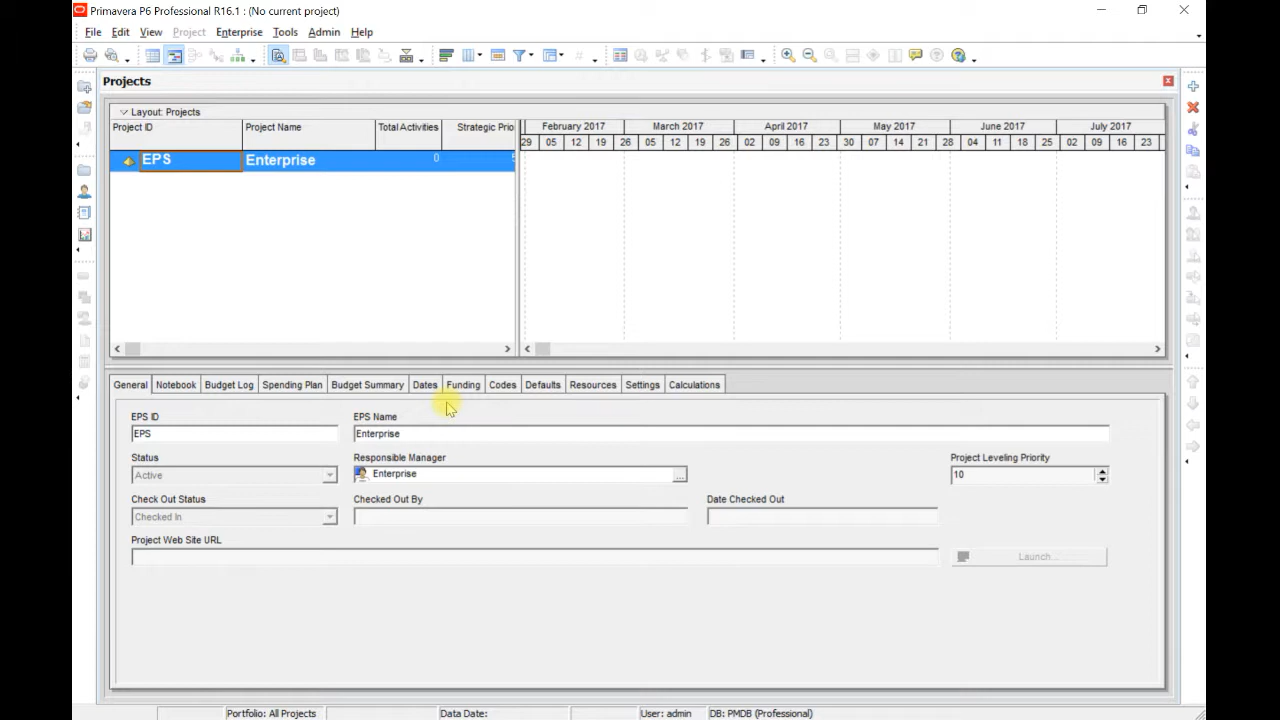 Primavera P6 Professional R16.1 : (No current project)
File Edit View Project Enterprise Tools Admin Help
Projects
Layout: Projects
Project ID Project Name Total Activities Strategic Prio
February 2017 March 2017 April 2017 May 2017 June 2017 July 2017
29 05 12 19 26 05 12 19 26 02 09 16 23 30 07 14 21 28 04 11 18 25 02 09 16 23
EPS Enterprise 0
General Notebook Budget Log Spending Plan Budget Summary Dates Funding Codes Defaults Resources Settings Calculations
EPS ID EPS Name
EPS Enterprise
Status Responsible Manager Project Leveling Priority
Active Enterprise ... 10
Check Out Status Checked Out By Date Checked Out
Checked In
Project Web Site URL
Launch...
Portfolio: All Projects Data Date: User: admin DB: PMDB (Professional)